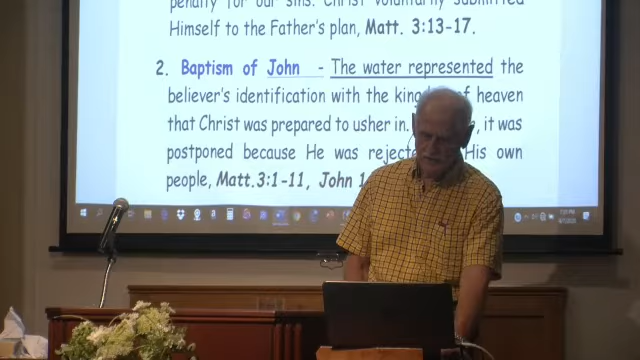 penalty for our sins. Christ voluntarily submitted
Himself to the Father's plan, Matt. 3:13-17.
2. Baptism of John - The water represented the
believer's identification with the of heaven
that Christ was prepared to usher in. it was
postponed because He was His own
people, Matt.3:1-11, John